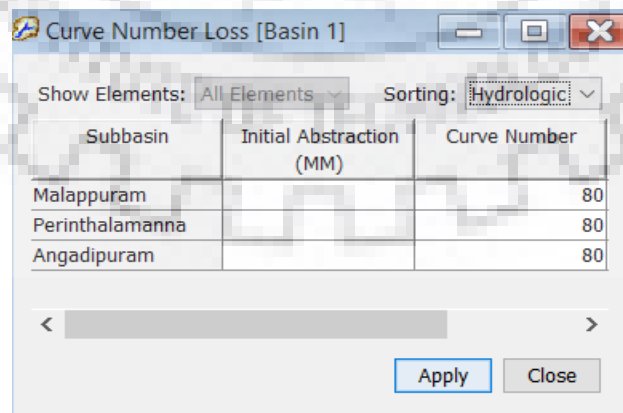 Curve Number Loss [Basin 1]
Show Elements: All Elements Sorting: Hydrologic
Subbasin Initial Abstraction (MM) Curve Number
Malappuram 80
Perinthalamanna 80
Angadipuram 80
Apply Close